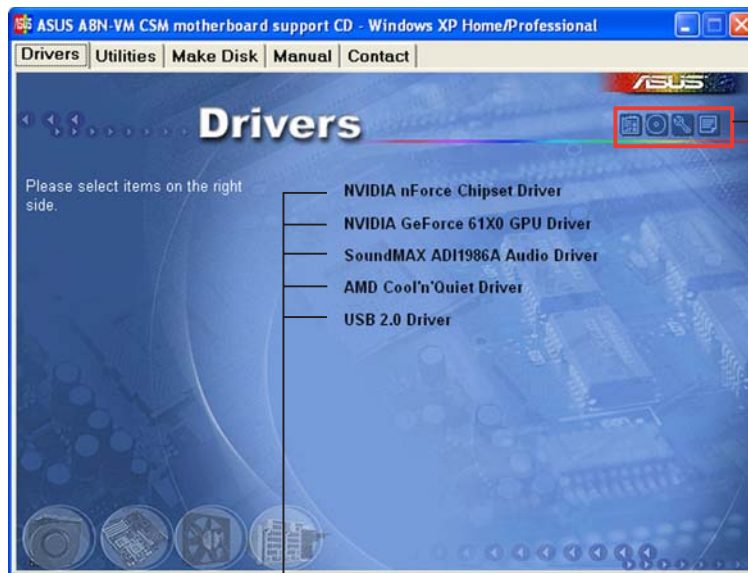 ASUS A8N-VM CSM motherboard support CD - Windows XP Home/Professional
Drivers Utilities Make Disk Manual Contact
ASUS
Drivers
Please select items on the right
side.
NVIDIA nForce Chipset Driver
NVIDIA GeForce 61X0 GPU Driver
SoundMAX ADI1986A Audio Driver
AMD Cool'n'Quiet Driver
USB 2.0 Driver